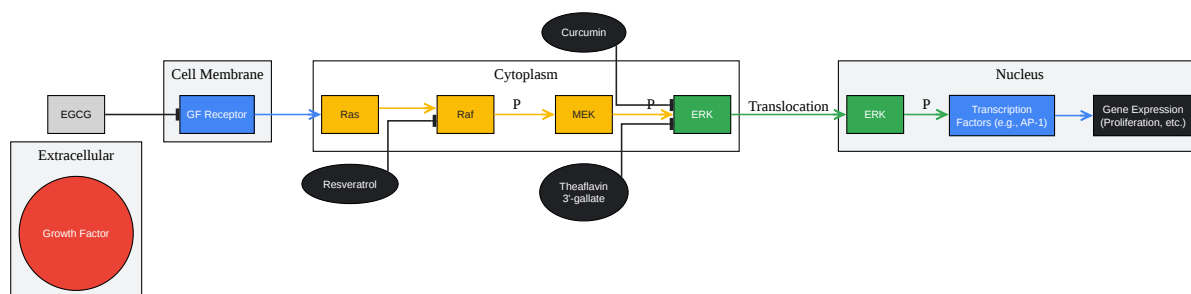 Curcumin
Cell Membrane
Cytoplasm
Nucleus
EGCG
GF Receptor
Ras
Raf
P
MEK
P
ERK
Translocation
ERK
P
Transcription
Factors (e.g., AP-1)
Gene Expression
(Proliferation, etc.)
Extracellular
Resveratrol
Theaflavin
3'-gallate
Growth Factor